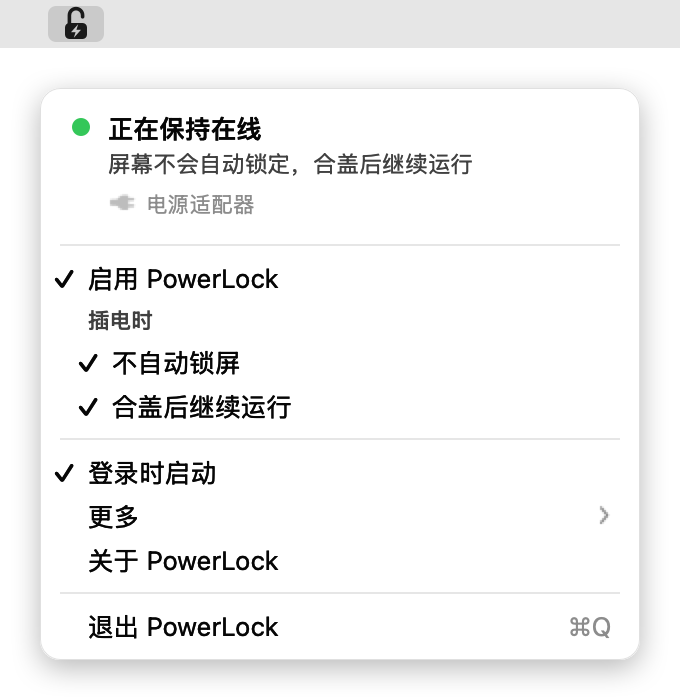 正在保持在线
屏幕不会自动锁定，合盖后继续运行
电源适配器
启用 PowerLock
插电时
不自动锁屏
合盖后继续运行
登录时启动
更多
关于 PowerLock
退出 PowerLock ⌘Q